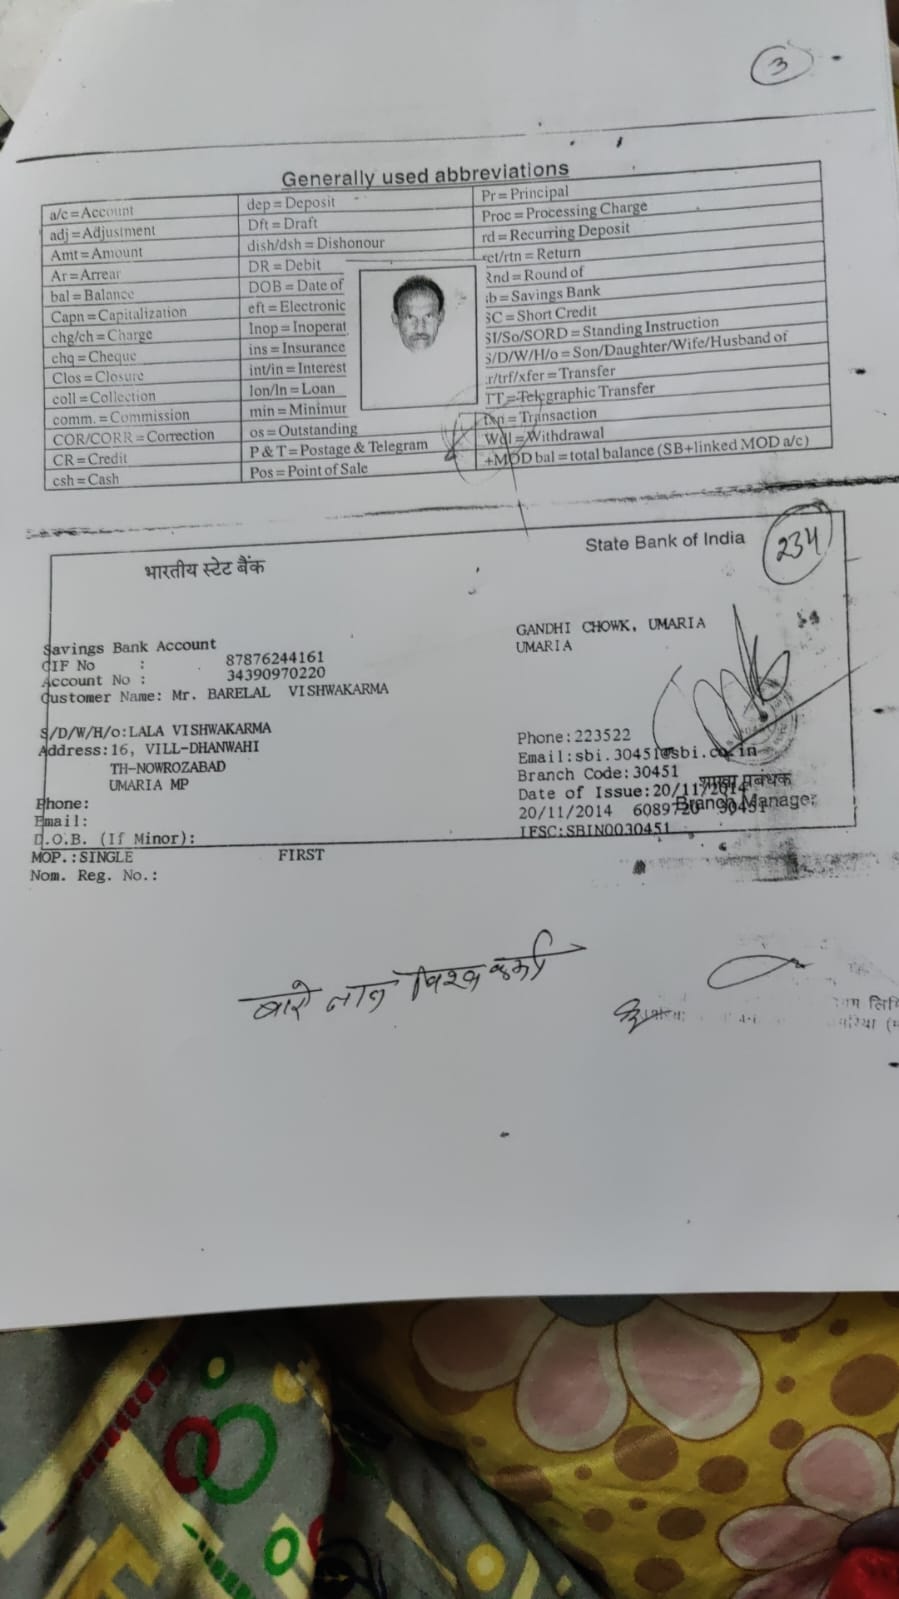 3
Generally used abbreviations
a/c = Account
adj = Adjustment
Amt = Amount
Ar = Arrear
bal = Balance
Capn = Capitalization
chg/ch = Charge
chq = Cheque
Clos = Closure
coll = Collection
comm. = Commission
COR/CORR = Correction
CR = Credit
csh = Cash
dep = Deposit
Dft = Draft
dish/dsh = Dishonour
DR = Debit
DOB = Date of
eft = Electronic
Inop = Inoperat
ins = Insurance
int/in = Interest
lon/ln = Loan
min = Minimur
os = Outstanding
P & T = Postage & Telegram
Pos = Point of Sale
Pr = Principal
Proc = Processing Charge
rd = Recurring Deposit
ret/rtn = Return
Rnd = Round of
sb = Savings Bank
SC = Short Credit
SI/So/SORD = Standing Instruction
S/D/W/H/o = Son/Daughter/Wife/Husband of
r/trf/xfer = Transfer
TT = Telegraphic Transfer
Txn = Transaction
Wdl = Withdrawal
+MOD bal = total balance (SB+linked MOD a/c)
भारतीय स्टेट बैंक
State Bank of India
234
Savings Bank Account
CIF No : 87876244161
Account No : 34390970220
Customer Name: Mr. BARELAL VISHWAKARMA
S/D/W/H/o:LALA VISHWAKARMA
Address:16, VILL-DHANWAHI
TH-NOWROZABAD
UMARIA MP
Phone:
Email:
D.O.B. (If Minor):
MOP.:SINGLE FIRST
Nom. Reg. No.:
GANDHI CHOWK, UMARIA
UMARIA
Phone:223522
Email:sbi.30451@sbi.co.in
Branch Code:30451
Date of Issue:20/11/2014
20/11/2014 30451
IFSC:SBIN0030451
शाखा प्रबंधक
Branch Manager
बारे लाल विश्वकर्मा